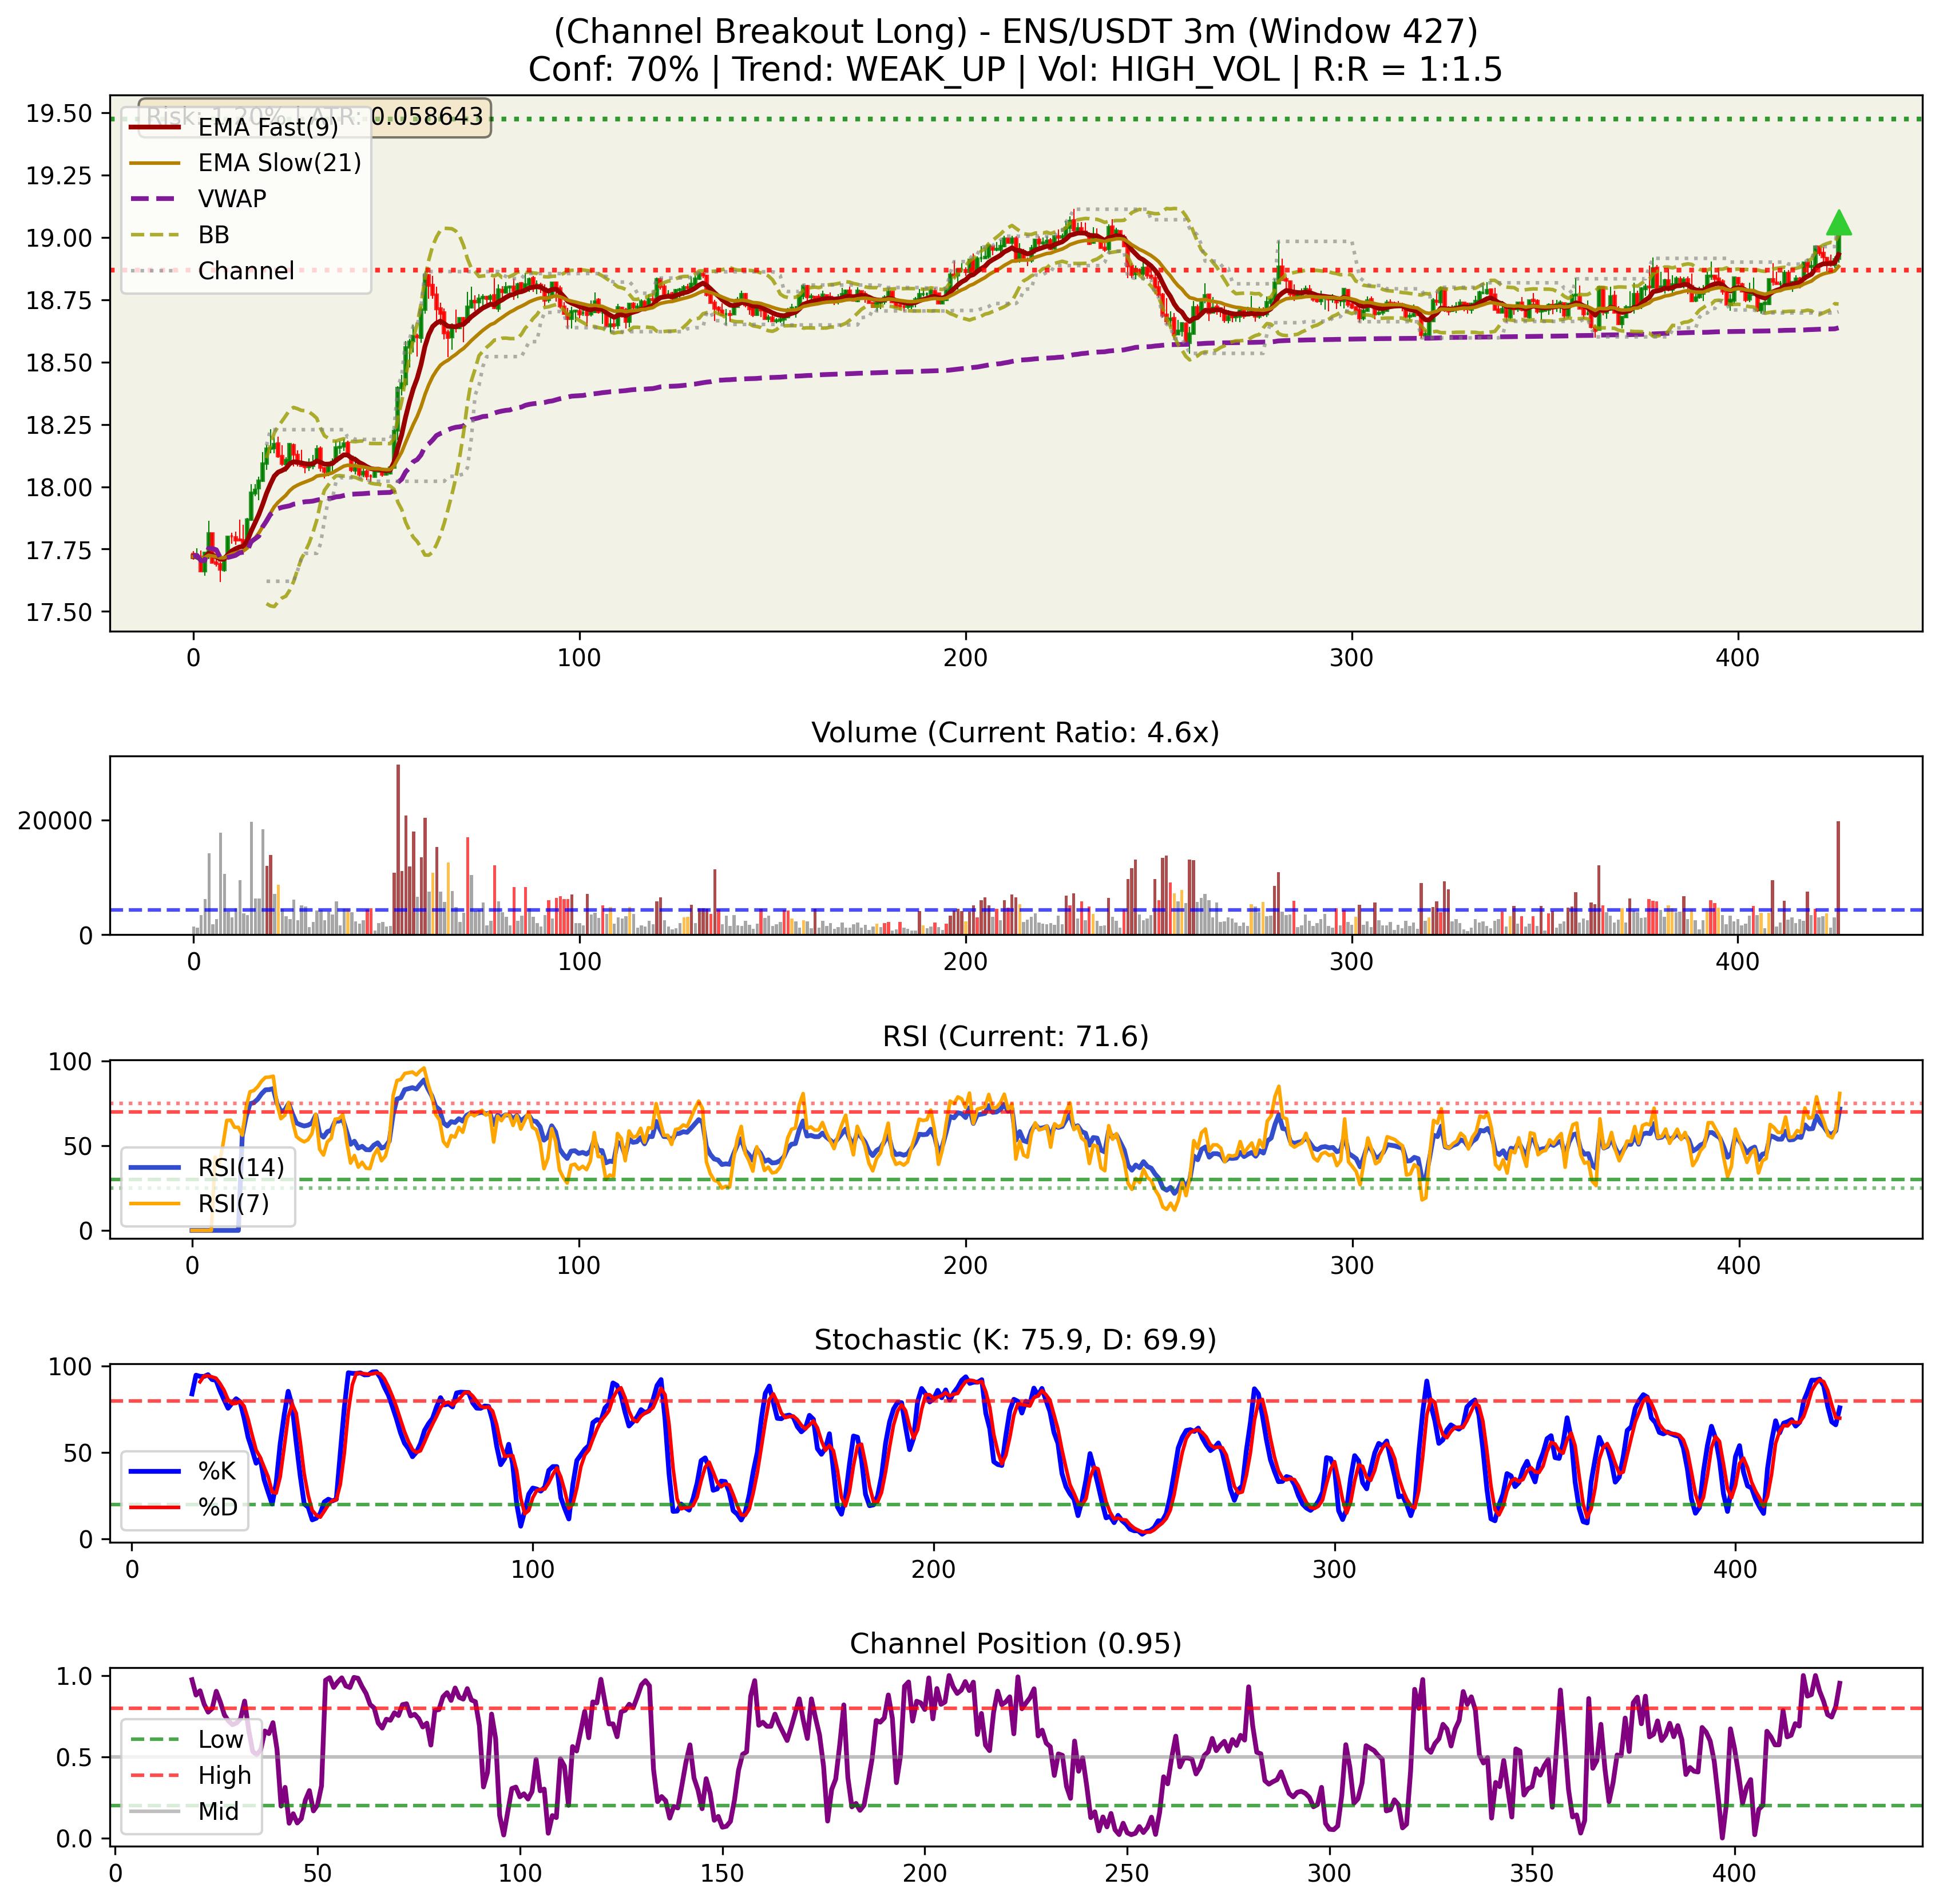 (Channel Breakout Long) - ENS/USDT 3m (Window 427)
Conf: 70% | Trend: WEAK_UP | Vol: HIGH_VOL | R:R = 1:1.5
Risk: 1.20% | ATR: 0.058643
EMA Fast(9)
EMA Slow(21)
VWAP
BB
Channel
19.50
19.25
19.00
18.75
18.50
18.25
18.00
17.75
17.50
0 100 200 300 400
Volume (Current Ratio: 4.6x)
20000
0
0 100 200 300 400
RSI (Current: 71.6)
100
50
0
RSI(14)
RSI(7)
0 100 200 300 400
Stochastic (K: 75.9, D: 69.9)
100
50
0
%K
%D
0 100 200 300 400
Channel Position (0.95)
1.0
0.5
0.0
Low
High
Mid
0 50 100 150 200 250 300 350 400